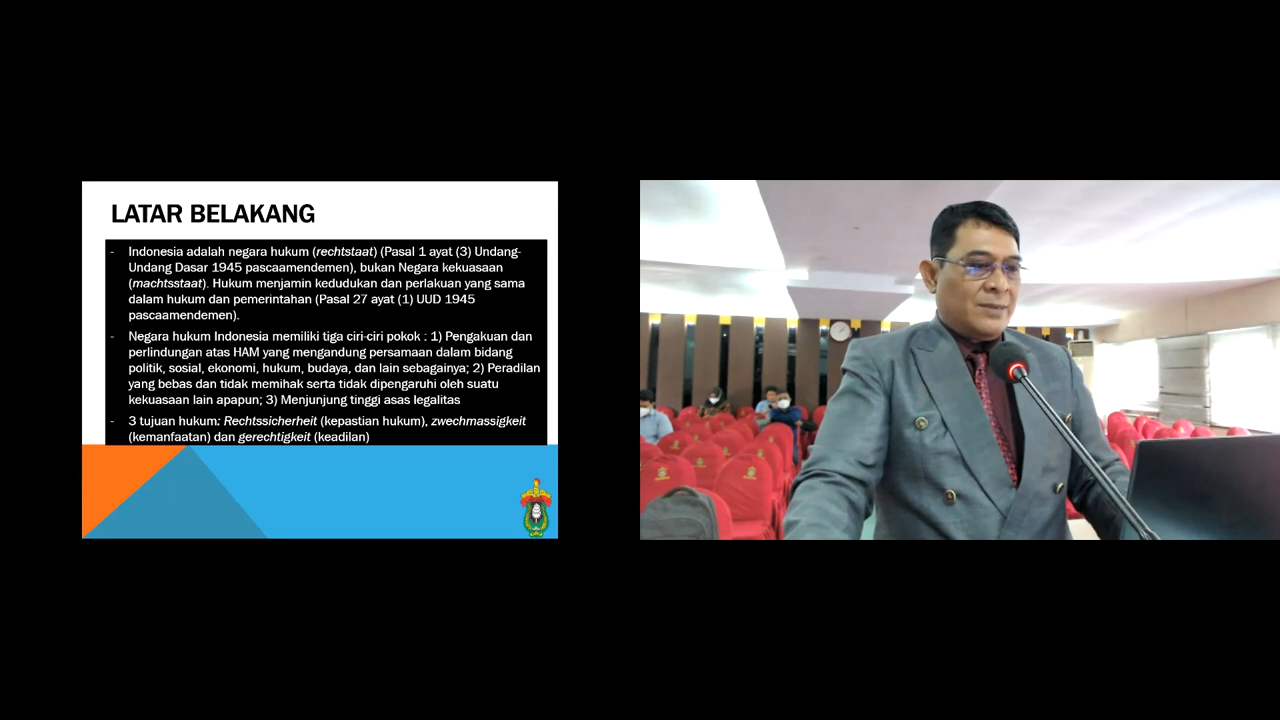 LATAR BELAKANG
- Indonesia adalah negara hukum (rechtstaat) (Pasal 1 ayat (3) Undang-
Undang Dasar 1945 pascaamendemen), bukan Negara kekuasaan
(machtsstaat). Hukum menjamin kedudukan dan perlakuan yang sama
dalam hukum dan pemerintahan (Pasal 27 ayat (1) UUD 1945
pascaamendemen).
- Negara hukum Indonesia memiliki tiga ciri-ciri pokok : 1) Pengakuan dan
perlindungan atas HAM yang mengandung persamaan dalam bidang
politik, sosial, ekonomi, hukum, budaya, dan lain sebagainya; 2) Peradilan
yang bebas dan tidak memihak serta tidak dipengaruhi oleh suatu
kekuasaan lain apapun; 3) Menjunjung tinggi asas legalitas
- 3 tujuan hukum: Rechtssicherheit (kepastian hukum), zwechmassigkeit
(kemanfaatan) dan gerechtigkeit (keadilan)